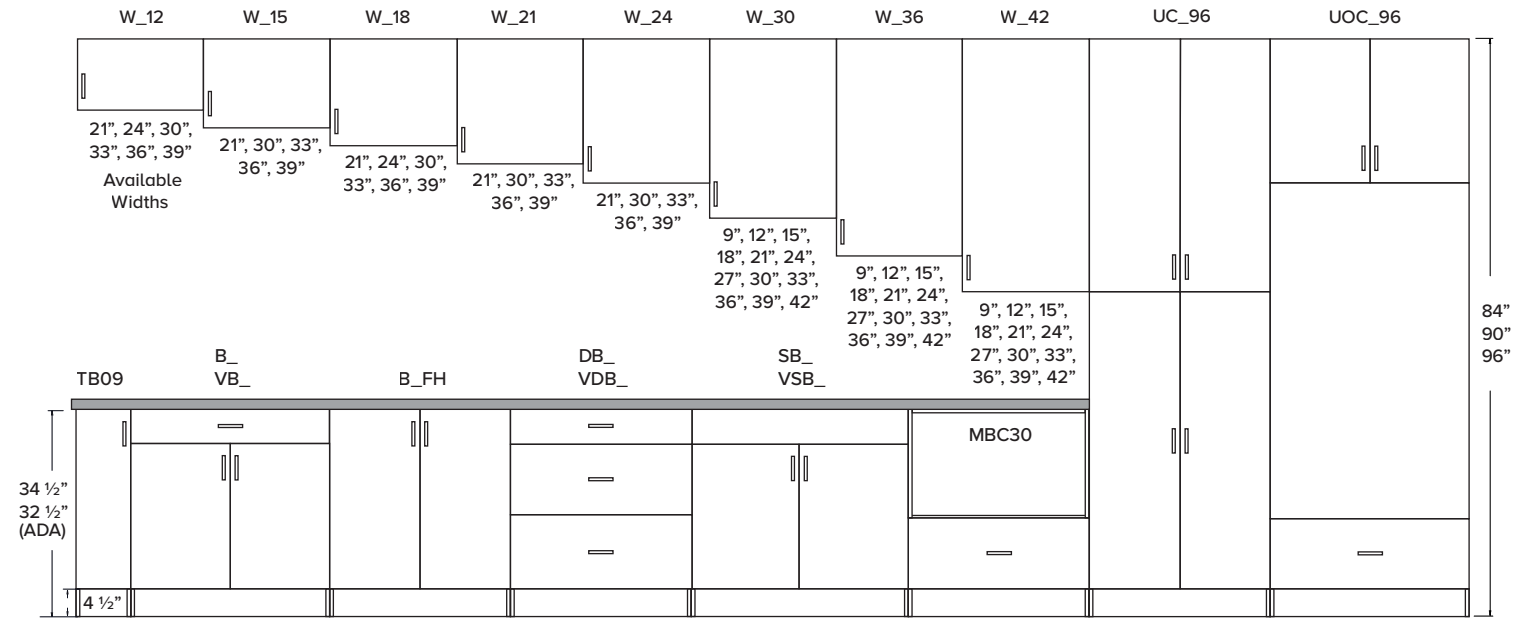 W_12
W_15
W_18
W_21
W_24
W_30
W_36
W_42
UC_96
UOC_96
21”, 24”, 30”,
33”, 36”, 39”
Available
Widths
21”, 30”, 33”,
36”, 39”
21”, 24”, 30”,
33”, 36”, 39”
21”, 30”, 33”,
36”, 39”
21”, 30”, 33”,
36”, 39”
9”, 12”, 15”,
18”, 21”, 24”,
27”, 30”, 33”,
36”, 39”, 42”
9”, 12”, 15”,
18”, 21”, 24”,
27”, 30”, 33”,
36”, 39”, 42”
9”, 12”, 15”,
18”, 21”, 24”,
27”, 30”, 33”,
36”, 39”, 42”
84”
90”
96”
TB09
B_
VB_
B_FH
DB_
VDB_
SB_
VSB_
MBC30
34 ½”
32 ½”
(ADA)
4 ½”